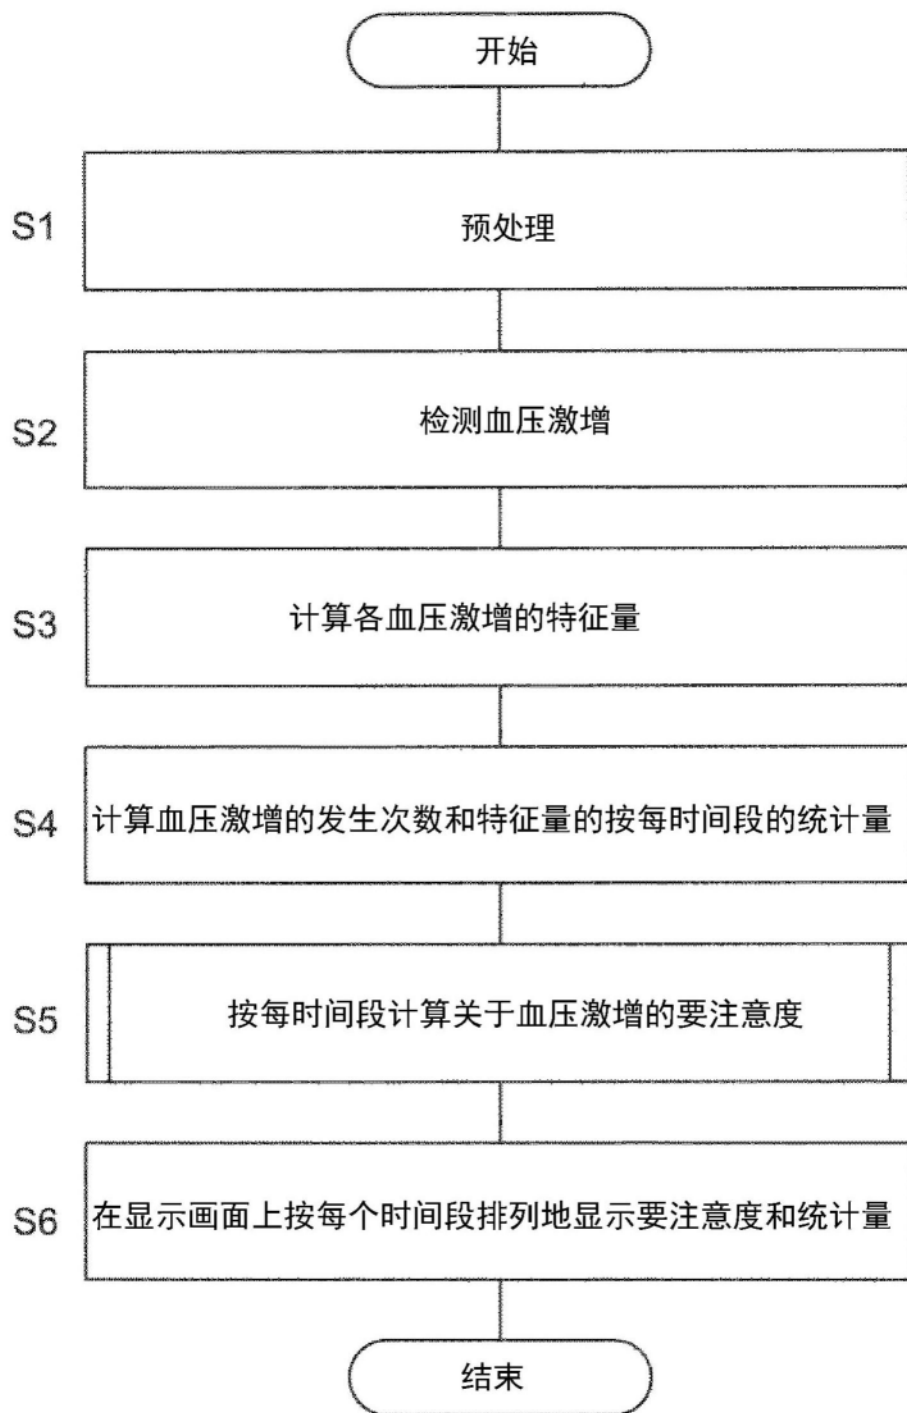 开始
S1
预处理
S2
检测血压激增
S3
计算各血压激增的特征量
S4
计算血压激增的发生次数和特征量的按每时间段的统计量
S5
按每时间段计算关于血压激增的要注意度
S6
在显示画面上按每个时间段排列地显示要注意度和统计量
结束